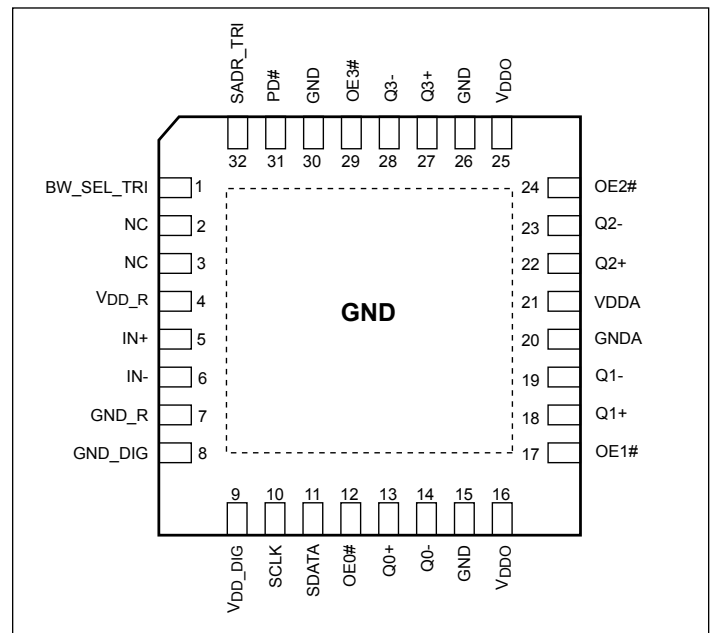 SADR_TRI
PD#
GND
OE3#
Q3-
Q3+
GND
VDDO
32 31 30 29 28 27 26 25
BW_SEL_TRI 1
NC 2
NC 3
VDD_R 4
IN+ 5
IN- 6
GND_R 7
GND_DIG 8
GND
24 OE2#
23 Q2-
22 Q2+
21 VDDA
20 GNDA
19 Q1-
18 Q1+
17 OE1#
9 10 11 12 13 14 15 16
VDD_DIG
SCLK
SDATA
OE0#
Q0+
Q0-
GND
VDDO